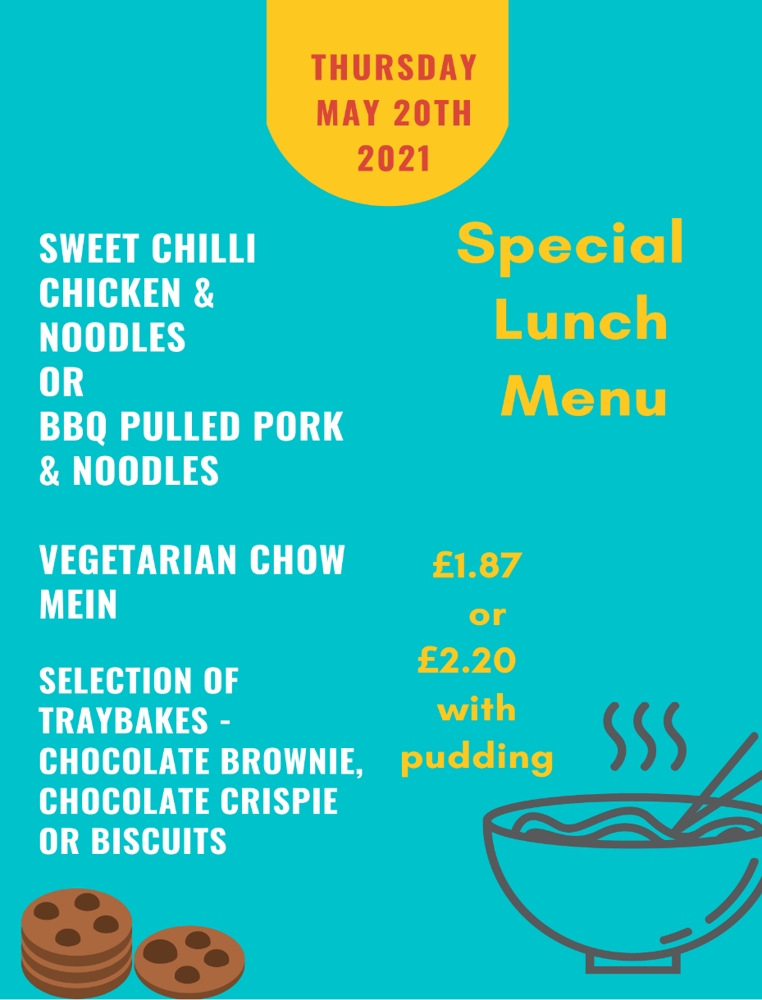 THURSDAY
MAY 20TH
2021
Special
Lunch
Menu
SWEET CHILLI
CHICKEN &
NOODLES
OR
BBQ PULLED PORK
& NOODLES
VEGETARIAN CHOW
MEIN
SELECTION OF
TRAYBAKES -
CHOCOLATE BROWNIE,
CHOCOLATE CRISPIE
OR BISCUITS
£1.87
or
£2.20
with
pudding